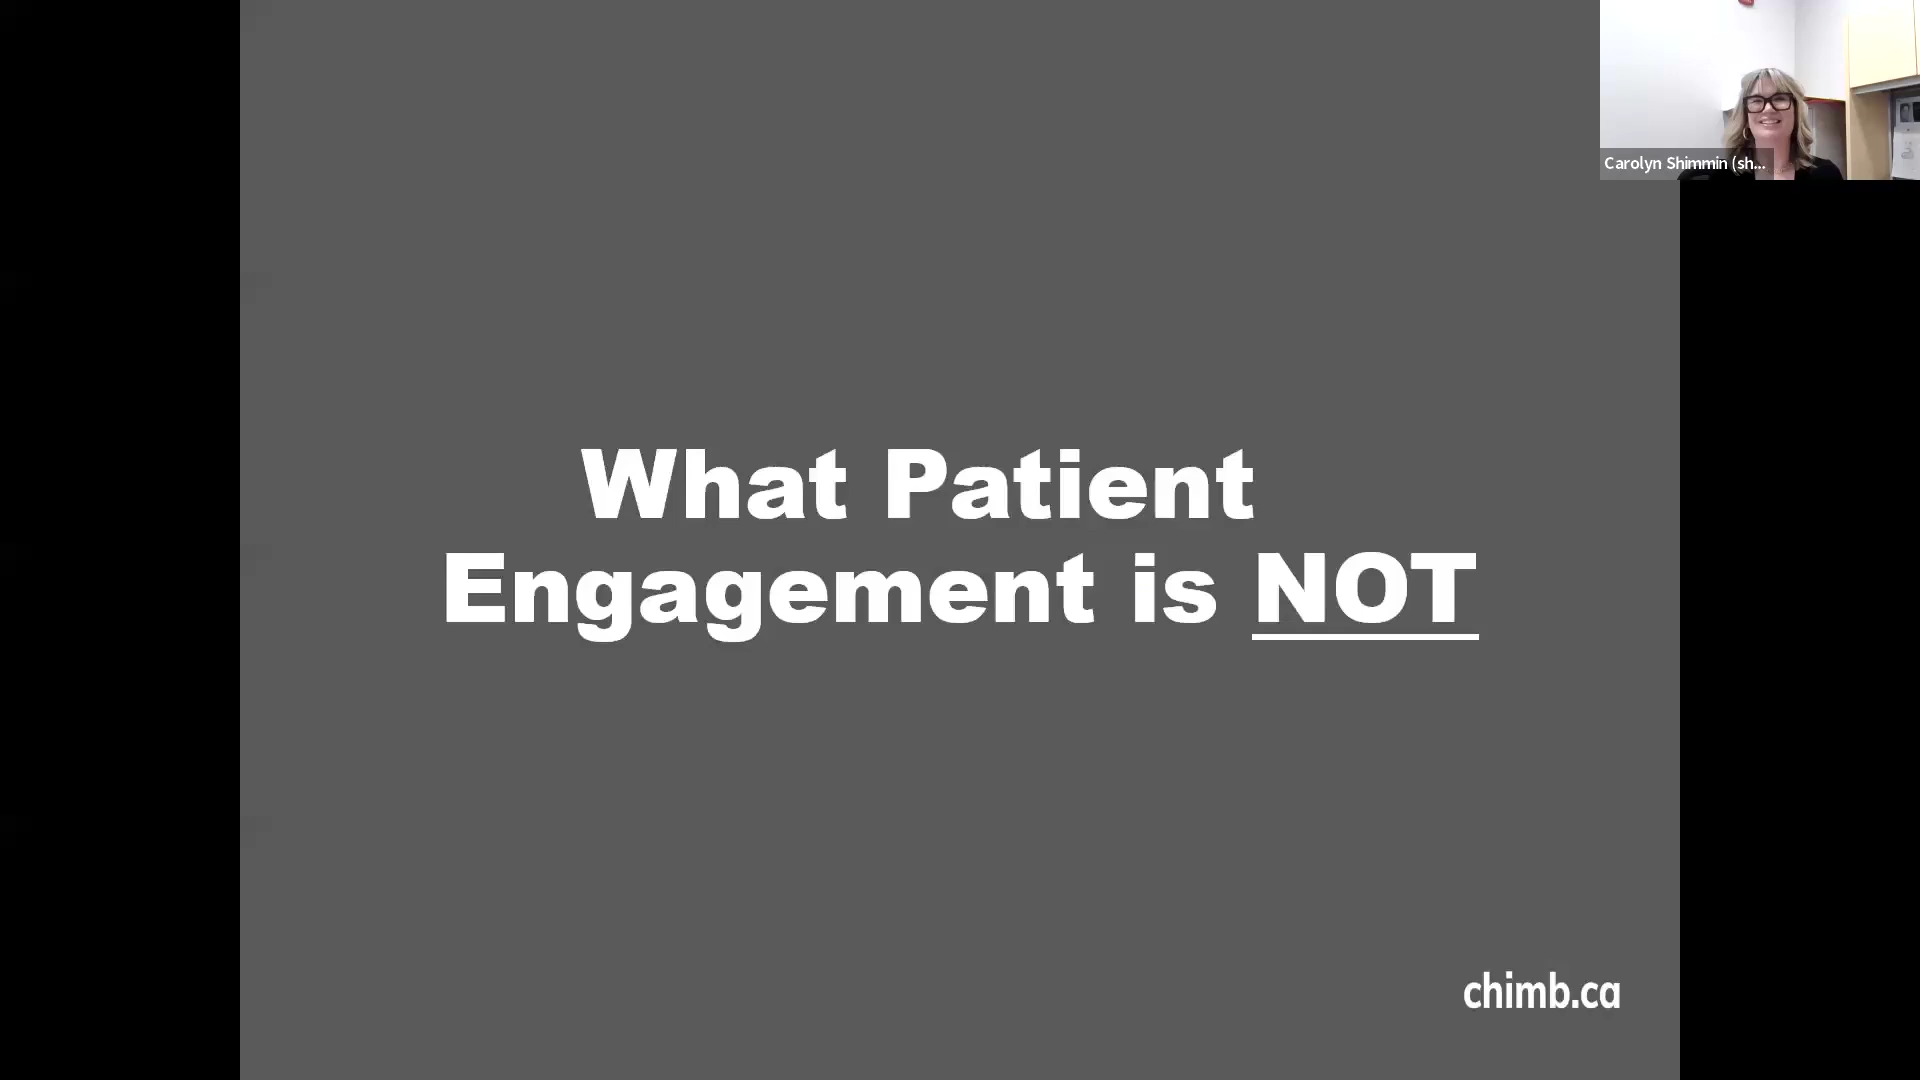 Carolyn Shimmin (sh...
What Patient
Engagement is NOT
chimb.ca